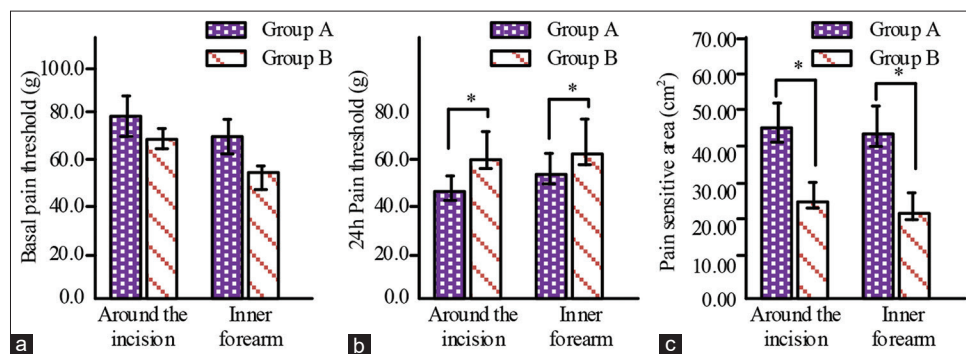 Group A
Group B
Basal pain threshold (g)
100.0
80.0
60.0
40.0
20.0
0.0
Around the
incision
Inner
forearm
a
Group A
Group B
24h Pain threshold (g)
80.0
60.0
40.0
20.0
0.0
*
*
Around the
incision
Inner
forearm
b
Group A
Group B
Pain sensitive area (cm²)
70.00
60.00
50.00
40.00
30.00
20.00
10.00
0.00
*
*
Around the
incision
Inner
forearm
c